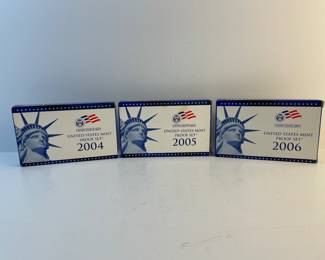 UNITED STATES MINT
PROOF SET
2004
UNITED STATES MINT
PROOF SET
2005
UNITED STATES MINT
PROOF SET
2006